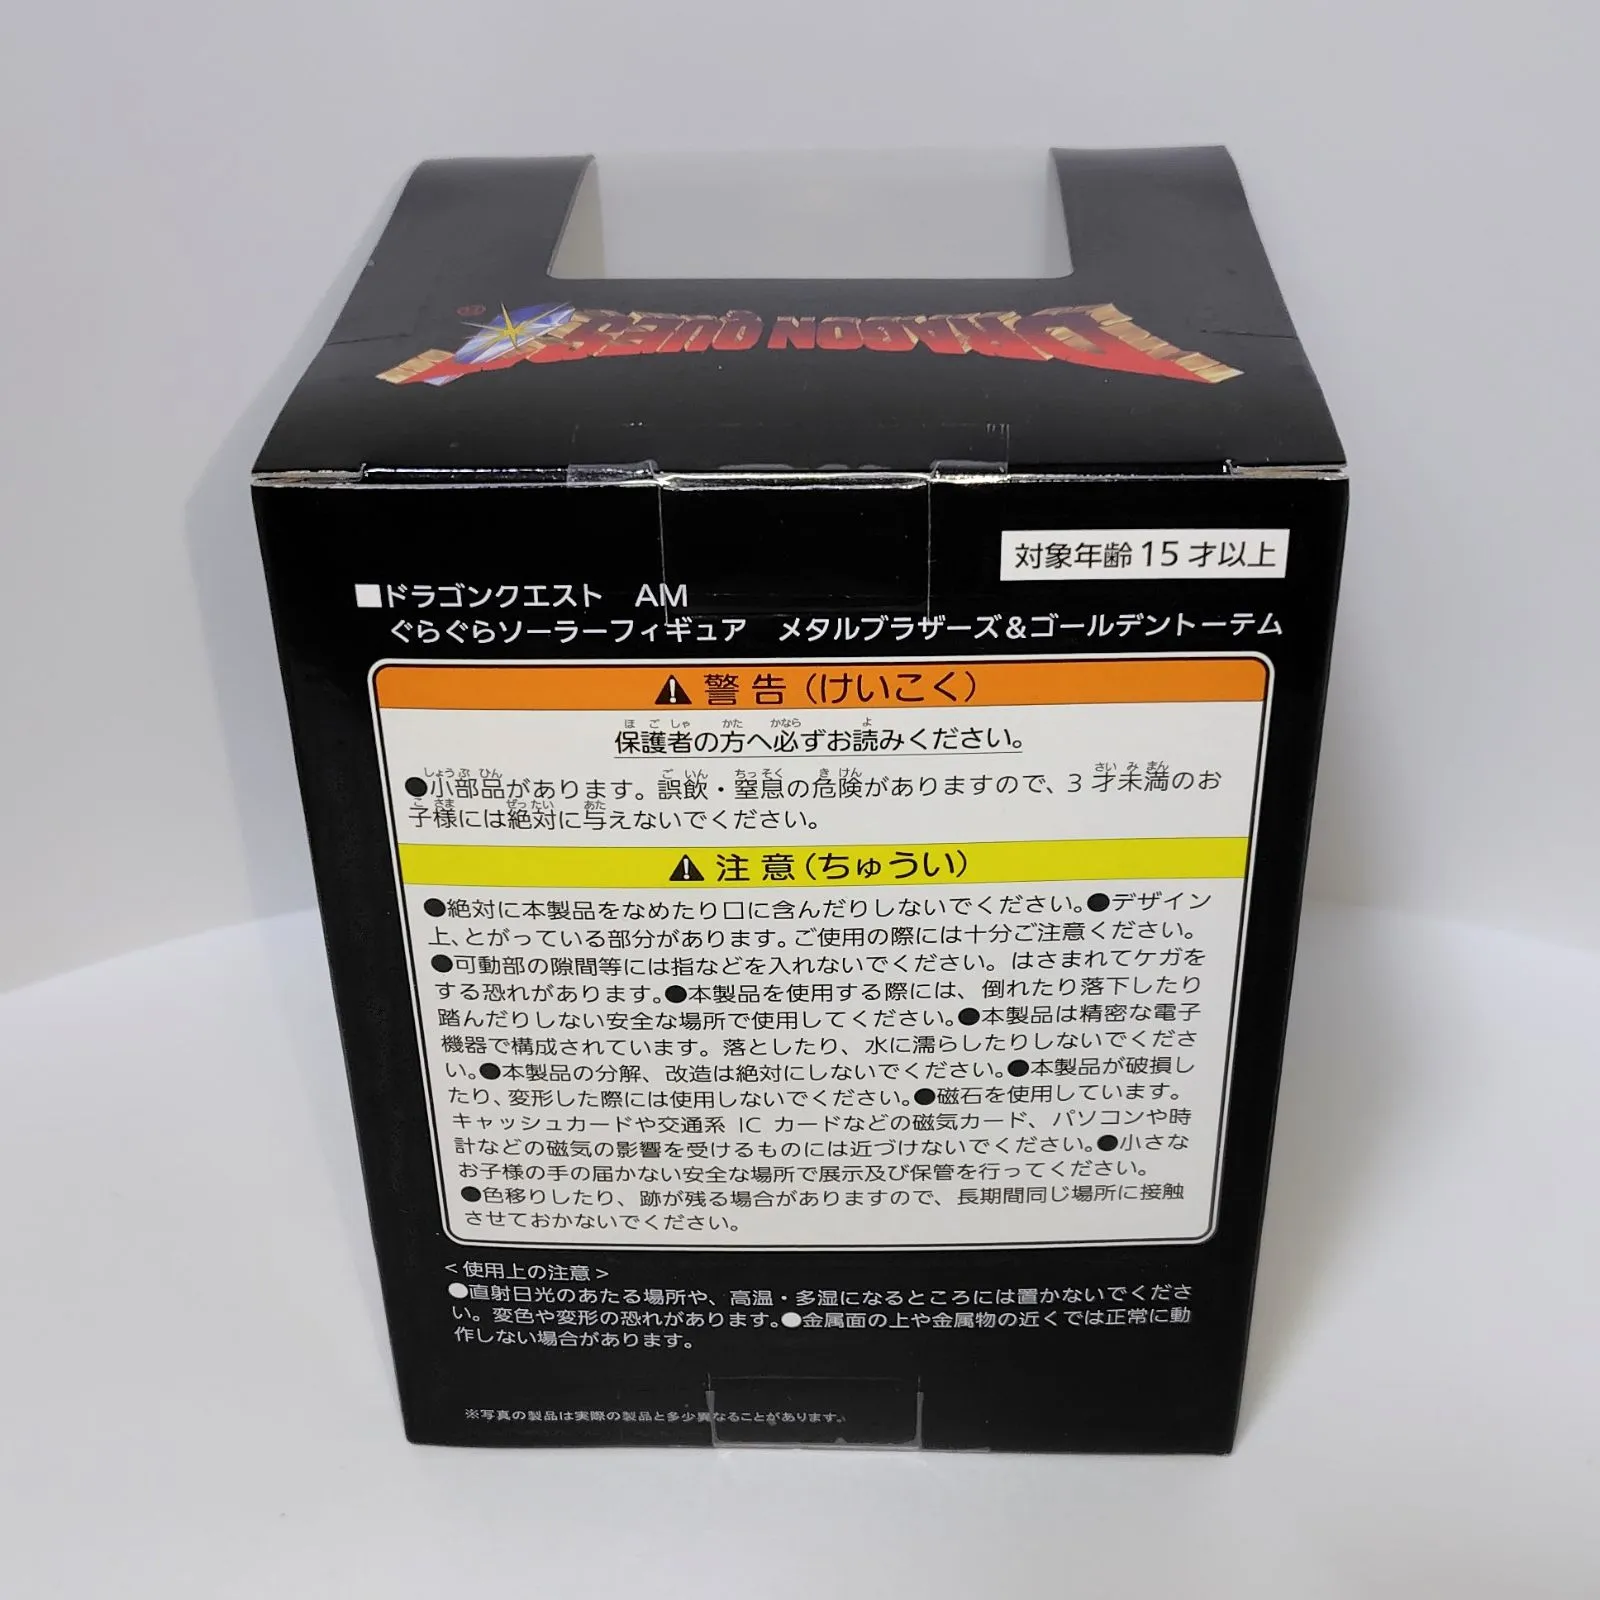 DRAGON QUEST
対象年齢15才以上
■ドラゴンクエスト AM
ぐらぐらソーラーフィギュア メタルブラザーズ&ゴールデントーテム
警告(けいこく)
保護者の方へ必ずお読みください。
●小部品があります。誤飲・窒息の危険がありますので、3才未満のお
子様には絶対に与えないでください。
注意(ちゅうい)
●絶対に本製品をなめたり口に含んだりしないでください。●デザイン
上、とがっている部分があります。ご使用の際には十分ご注意ください。
●可動部の隙間等には指などを入れないでください。はさまれてケガを
する恐れがあります。●本製品を使用する際には、倒れたり落下したり
踏んだりしない安全な場所で使用してください。●本製品は精密な電子
機器で構成されています。落としたり、水に濡らしたりしないでくださ
い。●本製品の分解、改造は絶対にしないでください。●本製品が破損し
たり、変形した際には使用しないでください。●磁石を使用しています。
キャッシュカードや交通系 IC カードなどの磁気カード、パソコンや時
計などの磁気の影響を受けるものには近づけないでください。●小さな
お子様の手の届かない安全な場所で展示及び保管を行ってください。
●色移りしたり、跡が残る場合がありますので、長期間同じ場所に接触
させておかないでください。
<使用上の注意>
●直射日光のあたる場所や、高温・多湿になるところには置かないでくださ
い。変色や変形の恐れがあります。●金属面の上や金属物の近くでは正常に動
作しない場合があります。
※写真の製品は実際の製品と多少異なることがあります。